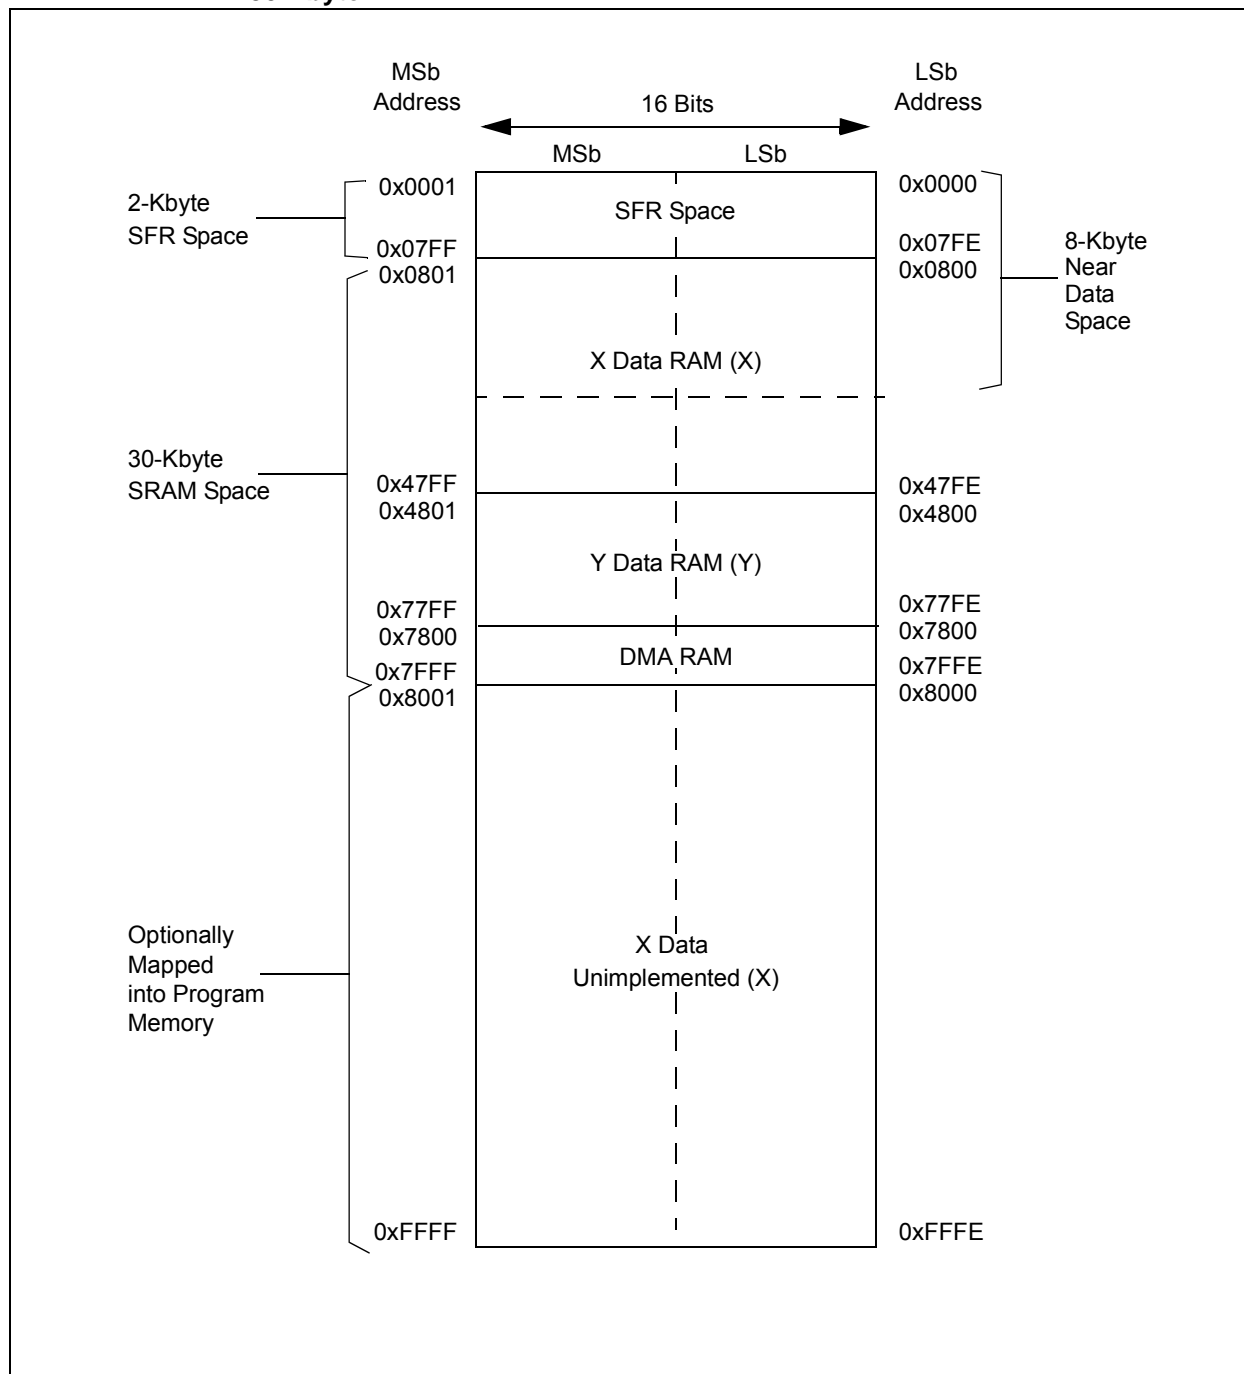 MSb
Address
LSb
Address
16 Bits
MSb
LSb
0x0001
0x0000
2-Kbyte
SFR Space
SFR Space
0x07FF
0x07FE
8-Kbyte
Near
Data
Space
0x0801
0x0800
X Data RAM (X)
30-Kbyte
SRAM Space
0x47FF
0x47FE
0x4801
0x4800
Y Data RAM (Y)
0x77FF
0x77FE
0x7800
0x7800
DMA RAM
0x7FFF
0x7FFE
0x8001
0x8000
Optionally
Mapped
into Program
Memory
X Data
Unimplemented (X)
0xFFFF
0xFFFE